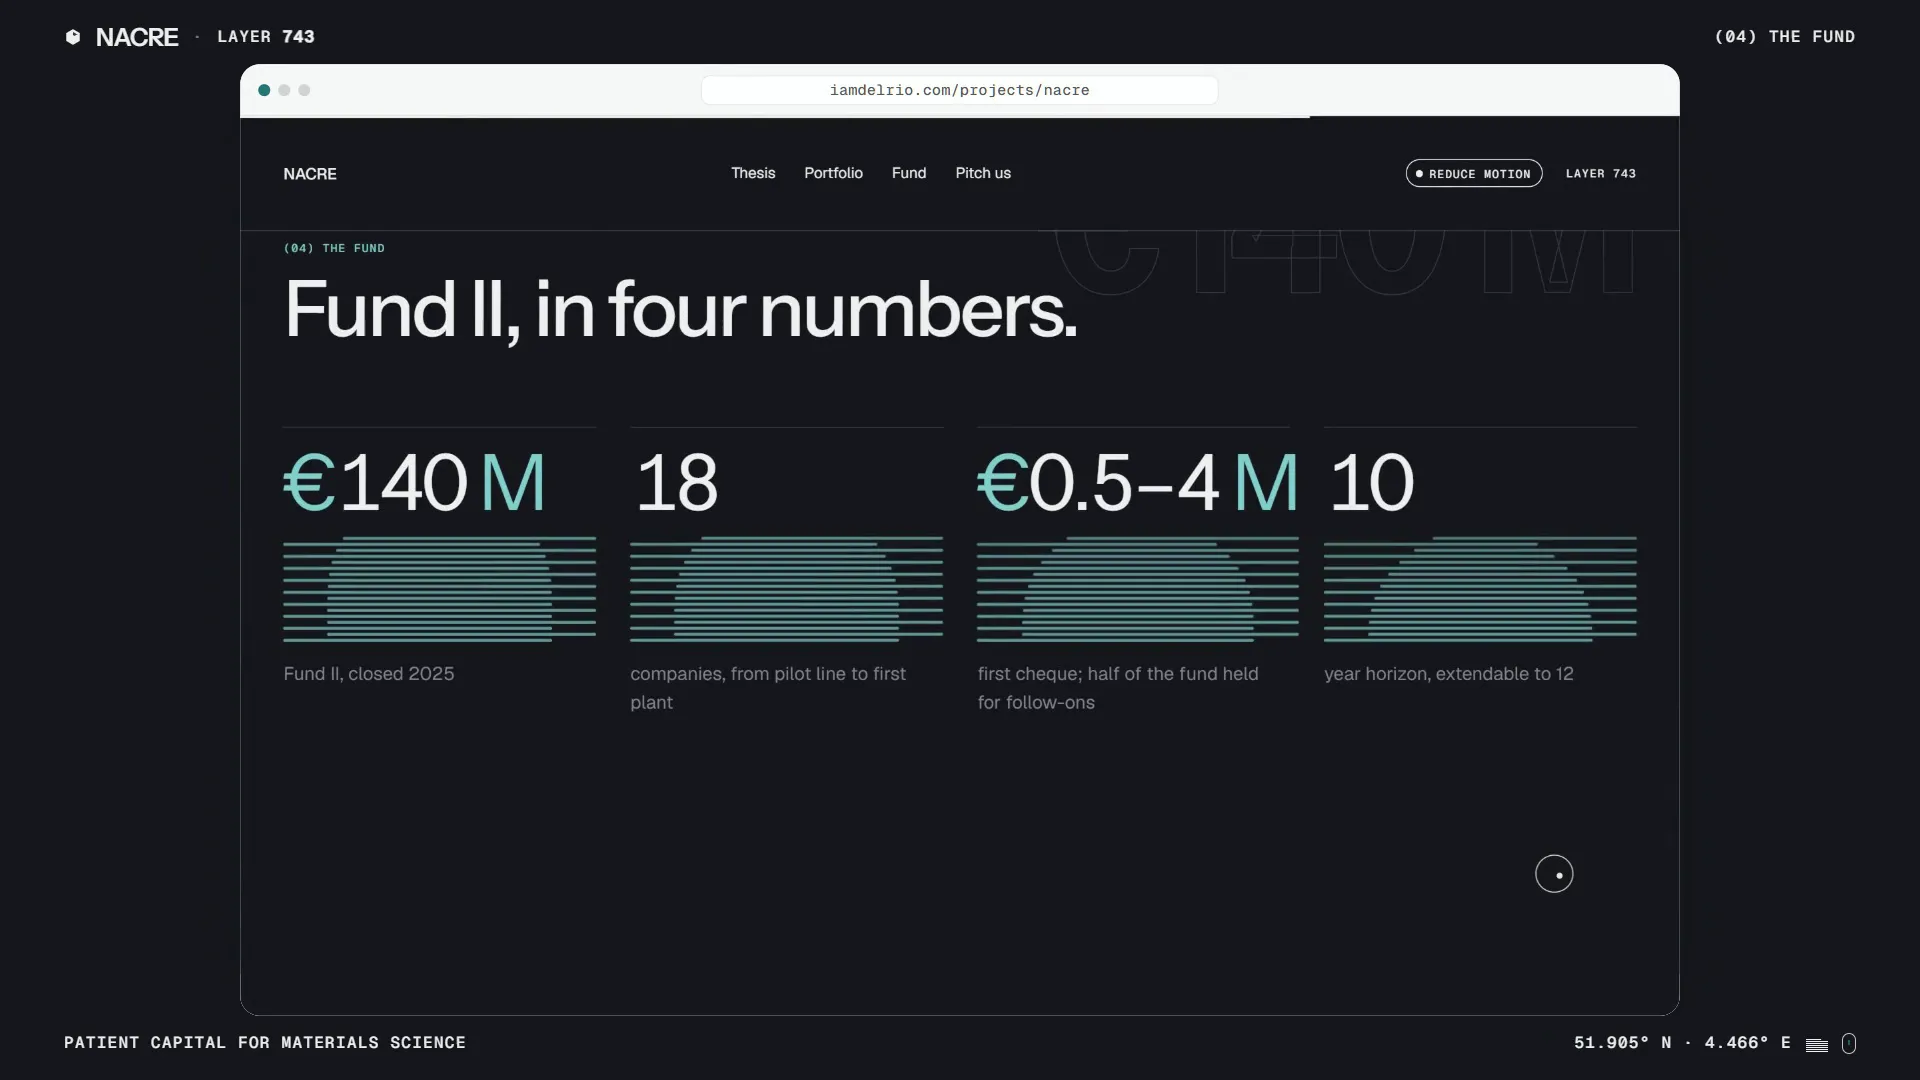 NACRE · LAYER 743
(04) THE FUND
iamdelrio.com/projects/nacre
NACRE
Thesis Portfolio Fund Pitch us
REDUCE MOTION
LAYER 743
€140 M
(04) THE FUND
Fund II, in four numbers.
€140 M
Fund II, closed 2025
18
companies, from pilot line to first
plant
€0.5–4 M
first cheque; half of the fund held
for follow-ons
10
year horizon, extendable to 12
PATIENT CAPITAL FOR MATERIALS SCIENCE
51.905° N · 4.466° E